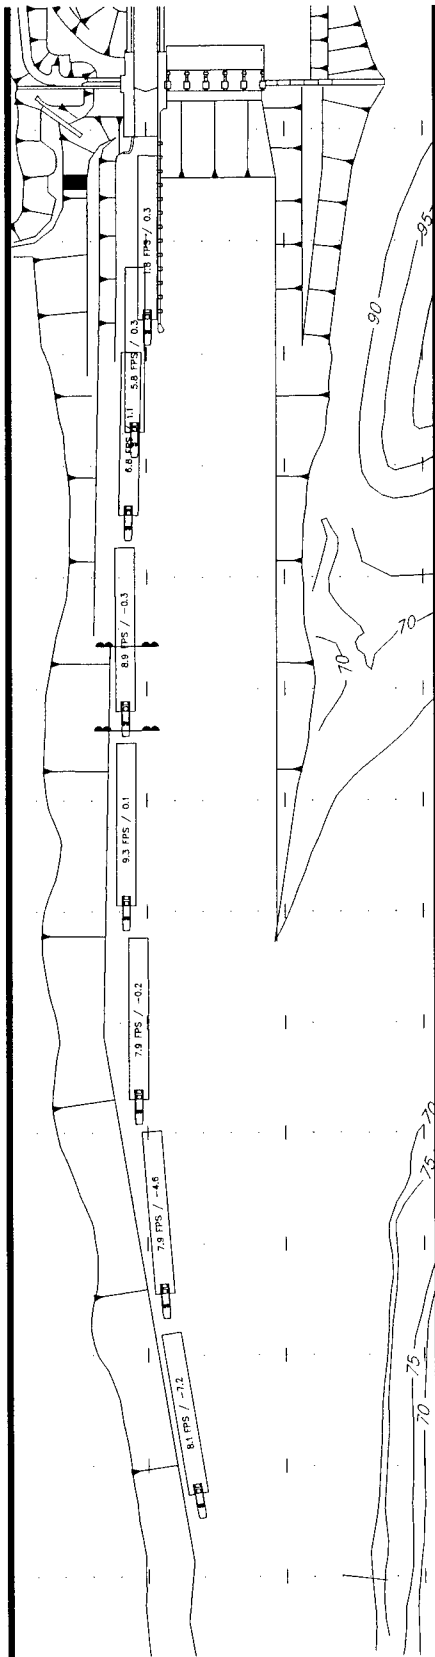 95
1.8 FPS / 0.3
90
5.8 FPS / 0.3
6.8 FPS / 1.1
8.9 FPS / -0.3
70
70
9.3 FPS / 0.1
7.9 FPS / -0.2
70
75
7.9 FPS / -4.6
75
70
8.1 FPS / -7.2